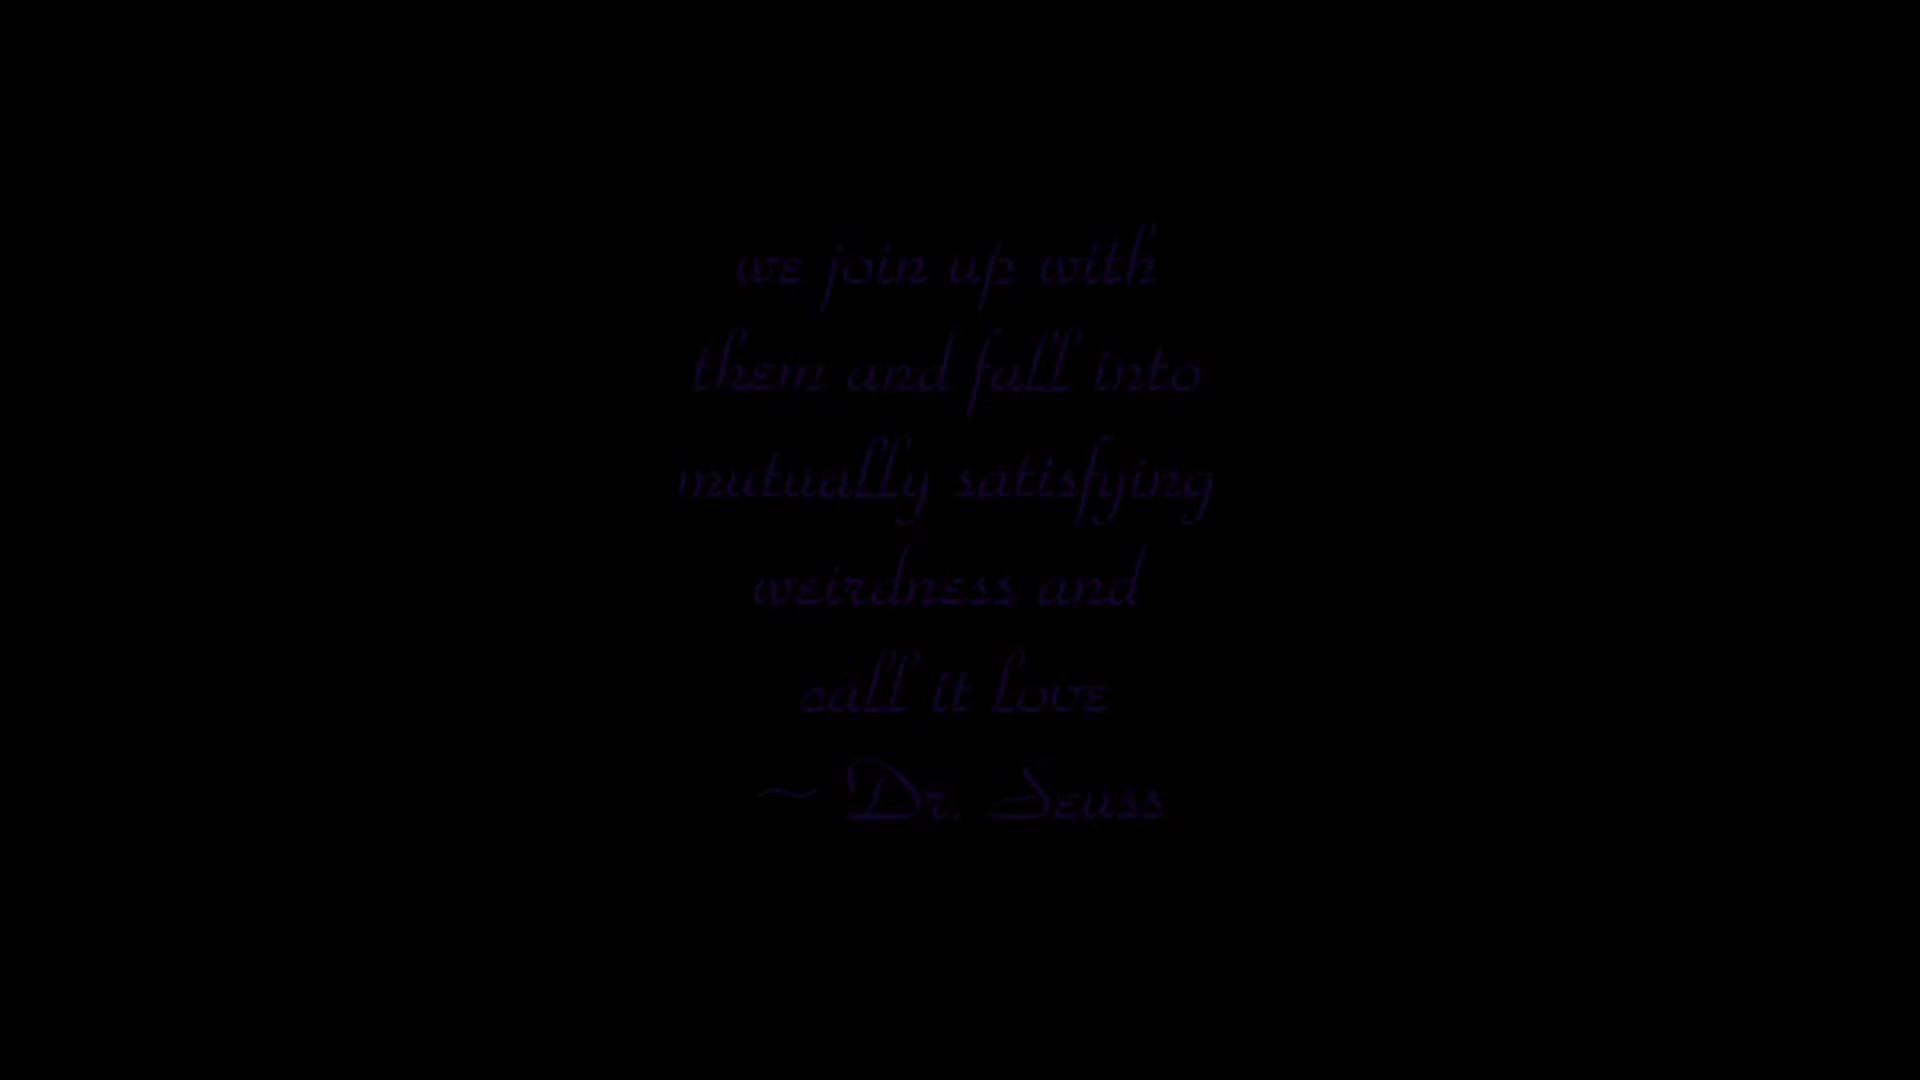 we join up with
them and fall into
mutually satisfying
weirdness and
call it love
~ Dr. Seuss